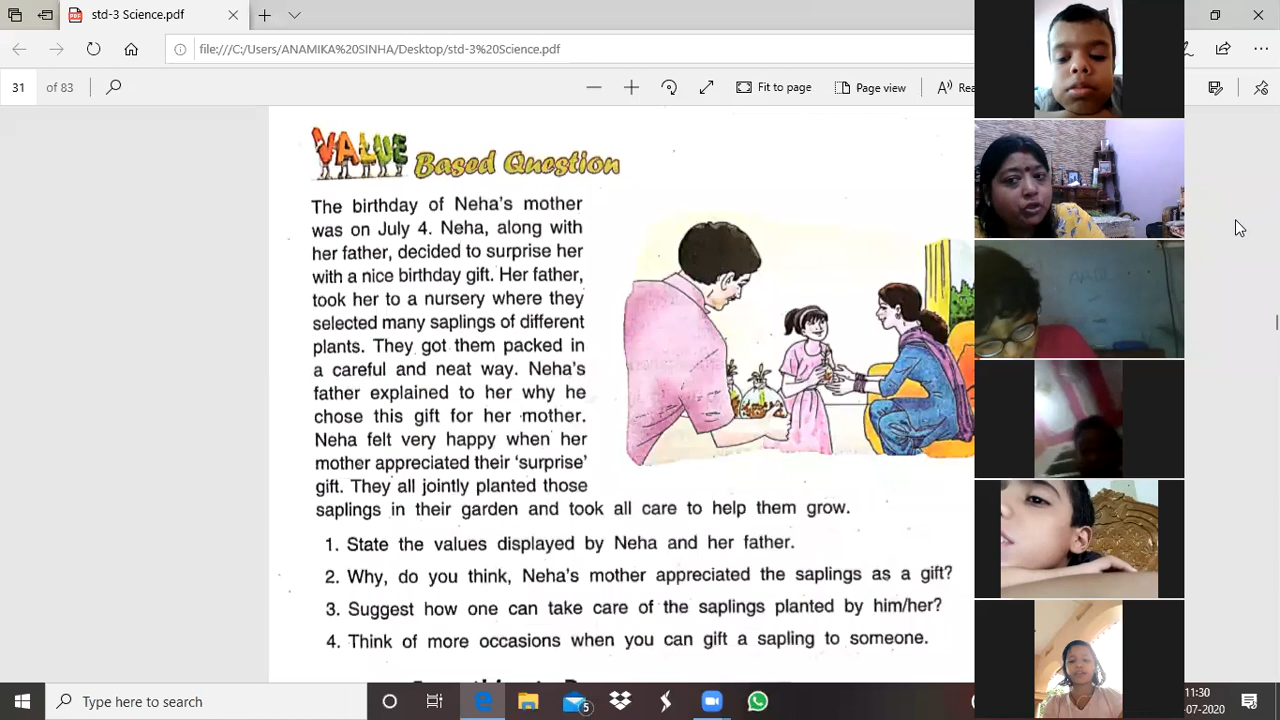 std-3 Science.pdf
file:///C:/Users/ANAMIKA%20SINHA/Desktop/std-3%20Science.pdf
31 of 83
Fit to page
Page view
VALUE Based Question
The birthday of Neha's mother
was on July 4. Neha, along with
her father, decided to surprise her
with a nice birthday gift. Her father,
took her to a nursery where they
selected many saplings of different
plants. They got them packed in
a careful and neat way. Neha's
father explained to her why he
chose this gift for her mother.
Neha felt very happy when her
mother appreciated their 'surprise'
gift. They all jointly planted those
saplings in their garden and took all care to help them grow.
1. State the values displayed by Neha and her father.
2. Why, do you think, Neha's mother appreciated the saplings as a gift?
3. Suggest how one can take care of the saplings planted by him/her?
4. Think of more occasions when you can gift a sapling to someone.
Type here to search
5
11:30
-07-2020